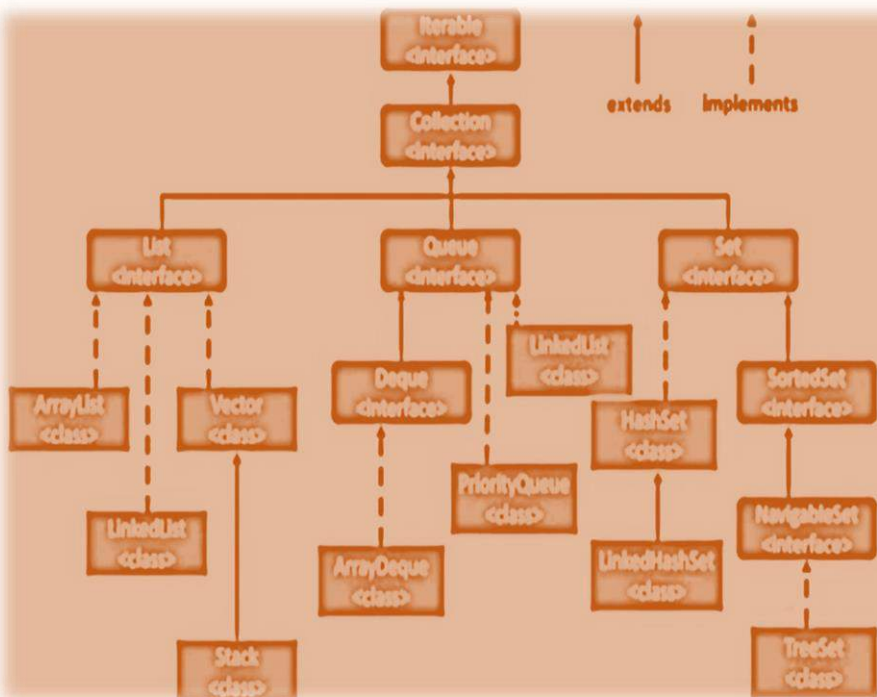 Iterable
<interface>
extends
implements
Collection
<interface>
List
<interface>
Queue
<interface>
Set
<interface>
LinkedList
<class>
Deque
<interface>
SortedSet
<interface>
ArrayList
<class>
Vector
<class>
HashSet
<class>
PriorityQueue
<class>
NavigableSet
<interface>
LinkedList
<class>
ArrayDeque
<class>
LinkedHashSet
<class>
Stack
<class>
TreeSet
<class>